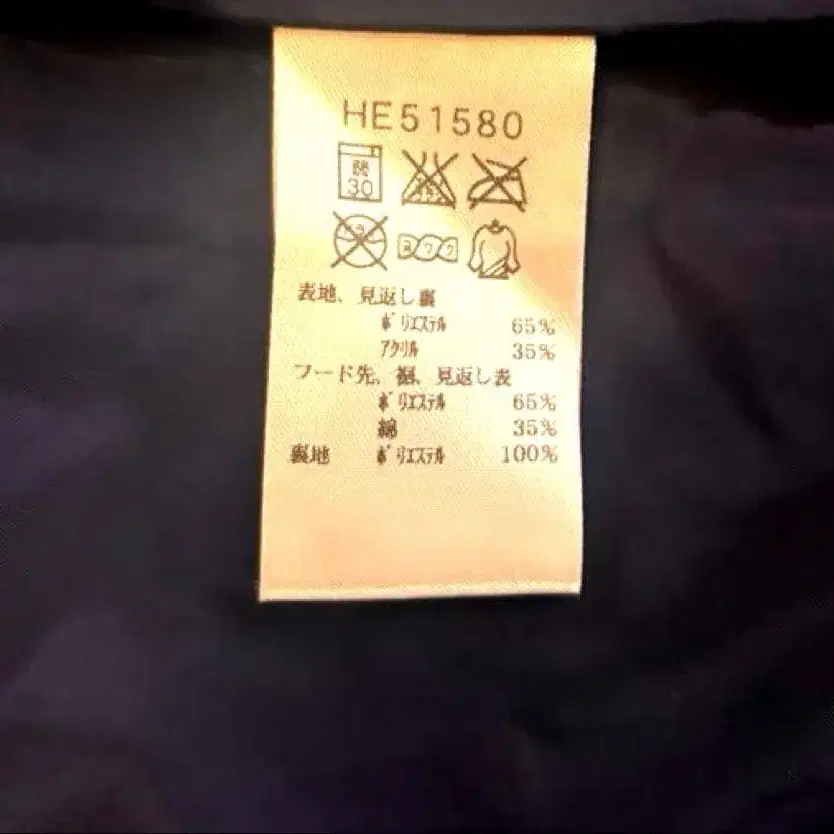 HE51580
30
表地、見返し裏
ポリエステル 65%
アクリル 35%
フード先、裾、見返し表
ポリエステル 65%
綿 35%
裏地 ポリエステル 100%